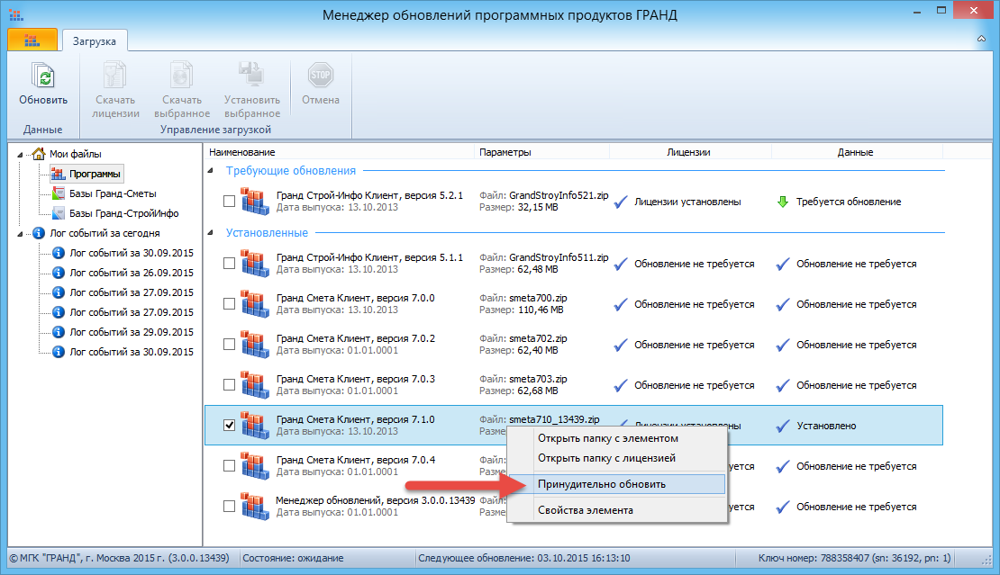 Менеджер обновлений программных продуктов ГРАНД
Загрузка
Обновить
Скачать лицензии
Скачать выбранное
Установить выбранное
STOP
Отмена
Данные
Управление загрузкой
Мои файлы
Программы
Базы Гранд-Сметы
Базы Гранд-СтройИнфо
Лог событий за сегодня
Лог событий за 30.09.2015
Лог событий за 26.09.2015
Лог событий за 27.09.2015
Лог событий за 27.09.2015
Лог событий за 29.09.2015
Лог событий за 30.09.2015
Наименование Параметры Лицензии Данные
Требующие обновления
Гранд Строй-Инфо Клиент, версия 5.2.1 Файл: GrandStroyInfo521.zip
Дата выпуска: 13.10.2013 Размер: 32,15 MB
Лицензии установлены Требуется обновление
Установленные
Гранд Строй-Инфо Клиент, версия 5.1.1 Файл: GrandStroyInfo511.zip
Дата выпуска: 13.10.2013 Размер: 62,48 MB
Обновление не требуется Обновление не требуется
Гранд Смета Клиент, версия 7.0.0 Файл: smeta700.zip
Дата выпуска: 13.10.2013 Размер: 110,46 MB
Обновление не требуется Обновление не требуется
Гранд Смета Клиент, версия 7.0.2 Файл: smeta702.zip
Дата выпуска: 01.01.0001 Размер: 62,40 MB
Обновление не требуется Обновление не требуется
Гранд Смета Клиент, версия 7.0.3 Файл: smeta703.zip
Дата выпуска: 01.01.0001 Размер: 62,68 MB
Обновление не требуется Обновление не требуется
Гранд Смета Клиент, версия 7.1.0 Файл: smeta710_13439.zip
Дата выпуска: 13.10.2013
Лицензии установлены Установлено
Гранд Смета Клиент, версия 7.0.4
Дата выпуска: 01.01.0001
Обновление не требуется
Менеджер обновлений, версия 3.0.0.13439
Дата выпуска: 01.01.0001
Обновление не требуется
Открыть папку с элементом
Открыть папку с лицензией
Принудительно обновить
Свойства элемента
© МГК "ГРАНД", г. Москва 2015 г. (3.0.0.13439) Состояние: ожидание Следующее обновление: 03.10.2015 16:13:10 Ключ номер: 788358407 (sn: 36192, pn: 1)